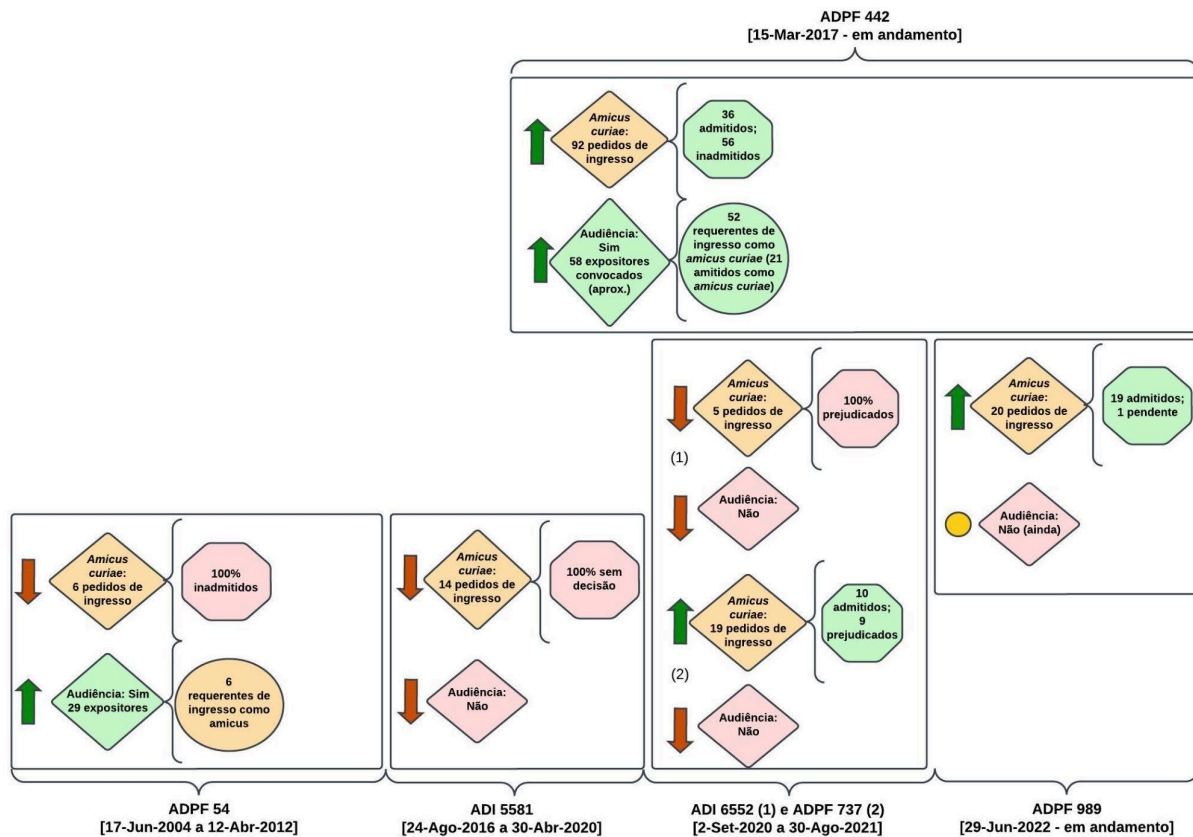 ADPF 442
[15-Mar-2017 - em andamento]
Amicus
curiae:
92 pedidos de
ingresso
36
admitidos;
56
inadmitidos
Audiência:
Sim
58 expositores
convocados
(aprox.)
52
requerentes de
ingresso como
amicus curiae (21
amitidos como
amicus curiae)
Amicus
curiae:
5 pedidos de
ingresso
100%
prejudicados
(1)
Audiência:
Não
Amicus
curiae:
19 pedidos de
ingresso
10
admitidos;
9
prejudicados
(2)
Audiência:
Não
Amicus
curiae:
20 pedidos de
ingresso
19 admitidos;
1 pendente
Audiência:
Não (ainda)
Amicus
curiae:
6 pedidos de
ingresso
100%
inadmitidos
Audiência: Sim
29 expositores
6
requerentes de
ingresso como
amicus
Amicus
curiae:
14 pedidos de
ingresso
100% sem
decisão
Audiência:
Não
ADPF 54
[17-Jun-2004 a 12-Abr-2012]
ADI 5581
[24-Ago-2016 a 30-Abr-2020]
ADI 6552 (1) e ADPF 737 (2)
[2-Set-2020 a 30-Ago-2021]
ADPF 989
[29-Jun-2022 - em andamento]